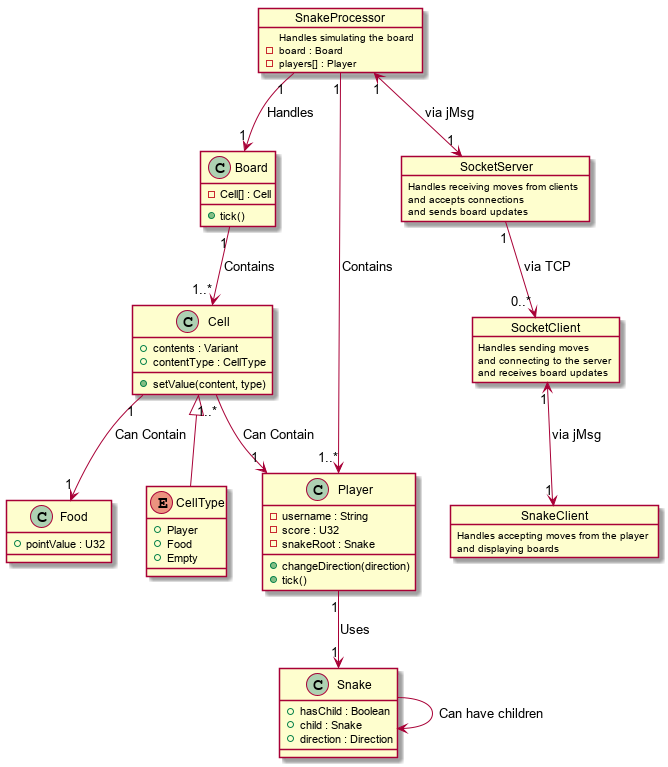 SnakeProcessor
Handles simulating the board
board : Board
players[] : Player
1
1
1
Handles
via jMsg
1
1
C Board
Cell[] : Cell
tick()
SocketServer
Handles receiving moves from clients
and accepts connections
and sends board updates
1
1
Contains
Contains
via TCP
1..*
0..*
C Cell
contents : Variant
contentType : CellType
setValue(content, type)
SocketClient
Handles sending moves
and connecting to the server
and receives board updates
1
1..*
1
Can Contain
Can Contain
via jMsg
1
1
1..*
1
C Food
pointValue : U32
E CellType
Player
Food
Empty
C Player
username : String
score : U32
snakeRoot : Snake
changeDirection(direction)
tick()
SnakeClient
Handles accepting moves from the player
and displaying boards
1
Uses
1
C Snake
hasChild : Boolean
child : Snake
direction : Direction
Can have children